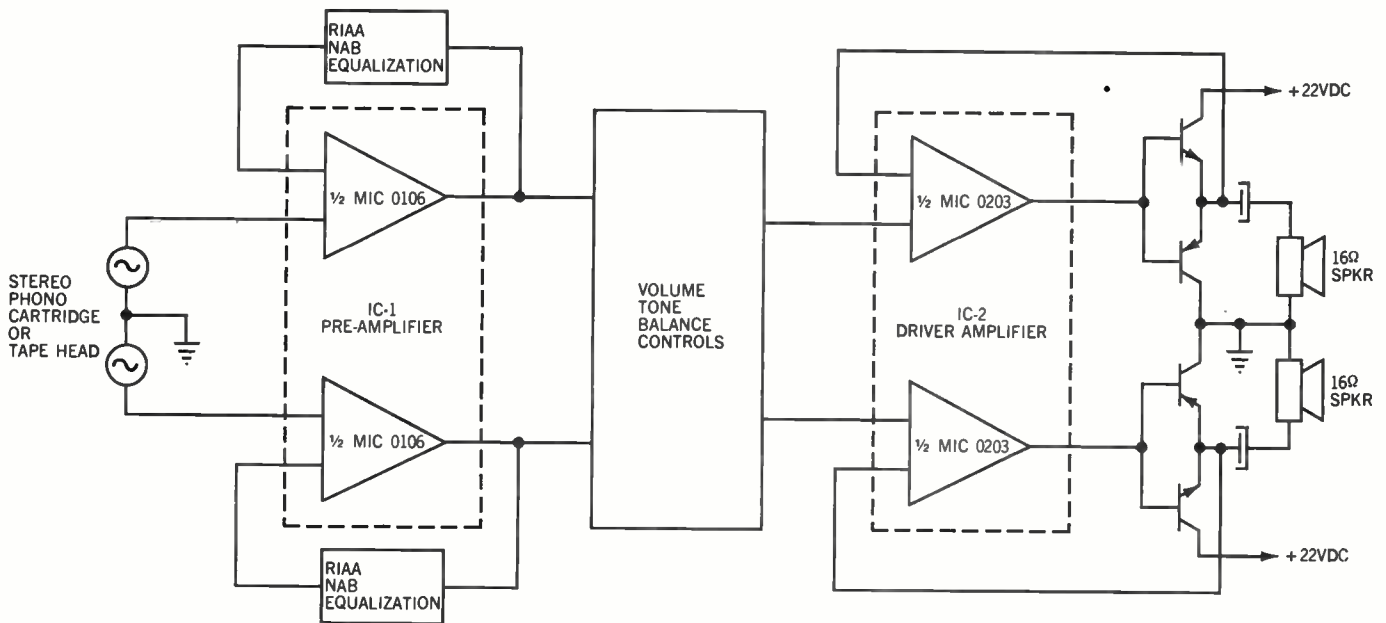 RIAA
NAB
EQUALIZATION
+22VDC
½ MIC 0106
½ MIC 0203
16Ω
SPKR
STEREO
PHONO
CARTRIDGE
OR
TAPE HEAD
IC-1
PRE-AMPLIFIER
VOLUME
TONE
BALANCE
CONTROLS
IC-2
DRIVER AMPLIFIER
16Ω
SPKR
½ MIC 0106
½ MIC 0203
+22VDC
RIAA
NAB
EQUALIZATION